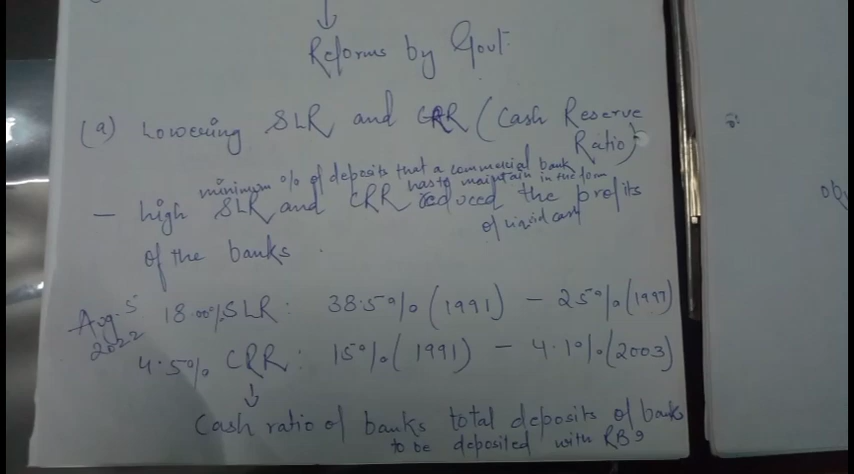 ↓
Reforms by Govt.
(a) Lowering SLR and CRR (Cash Reserve Ratio)
minimum % of deposits that a commercial bank
has to maintain in the form
of liquid cash
— high SLR and CRR reduced the profits
of the banks.
Aug. 5 2022
18.00% SLR: 38.5% (1991) — 25% (1997)
4.5% CRR: 15% (1991) — 4.1% (2003)
↓
Cash ratio of banks total deposits of banks
to be deposited with RBI